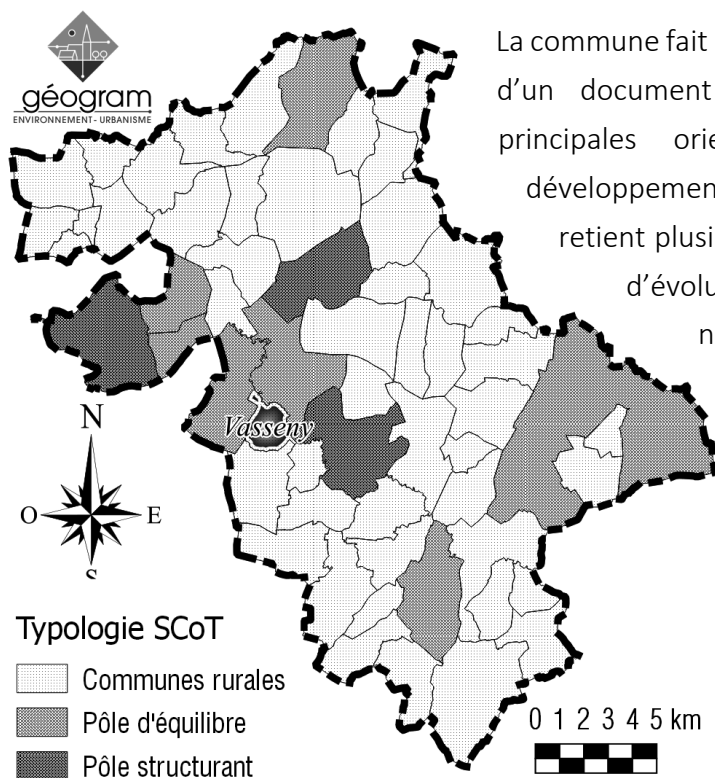 géogram
ENVIRONNEMENT - URBANISME
La commune fait
d'un document
principales orie
développemen
retient plusi
d'évolu
n
Vasseny
N
O
E
S
Typologie SCoT
Communes rurales
Pôle d'équilibre
Pôle structurant
0 1 2 3 4 5 km